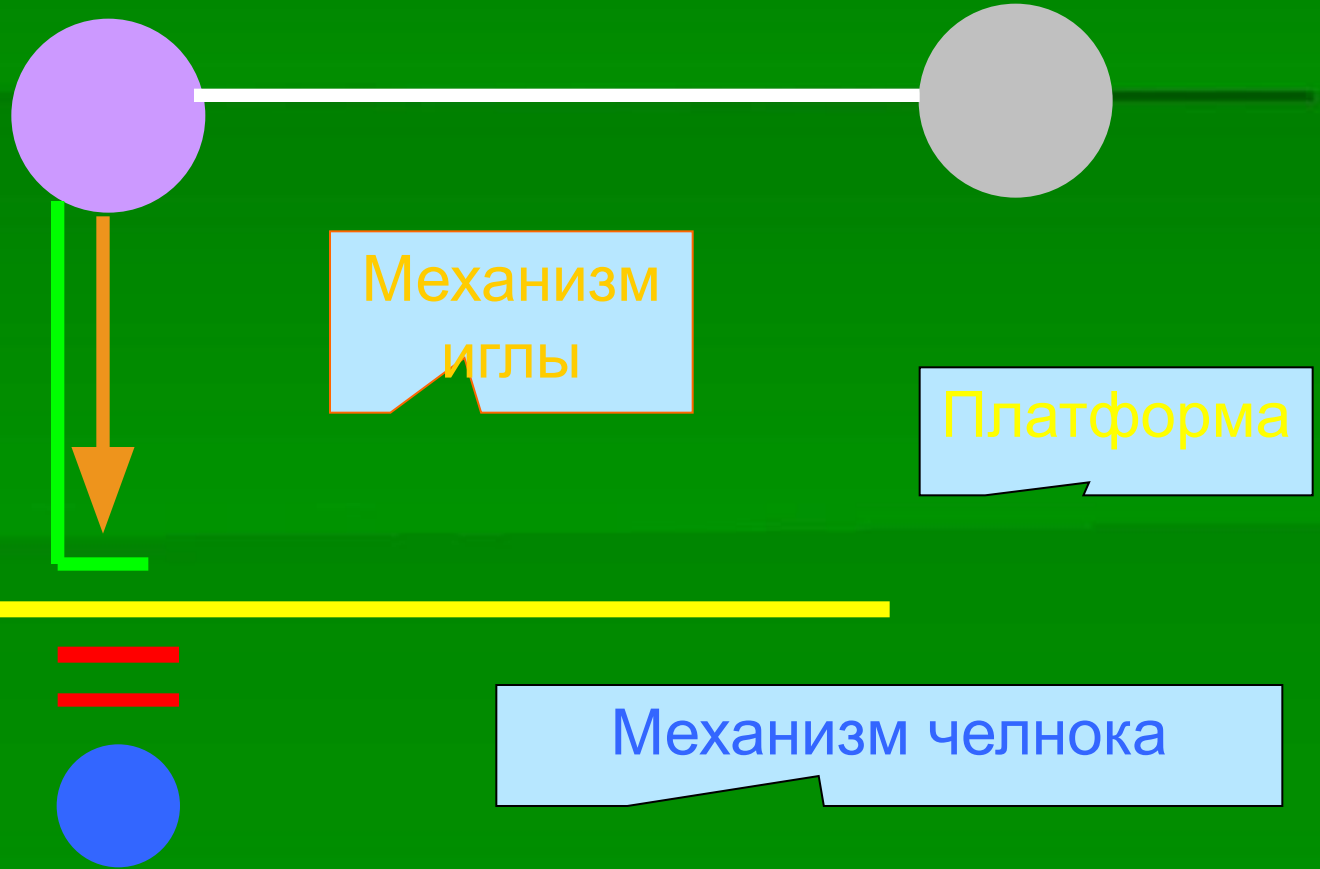 Механизм
иглы
Платформа
Механизм челнока